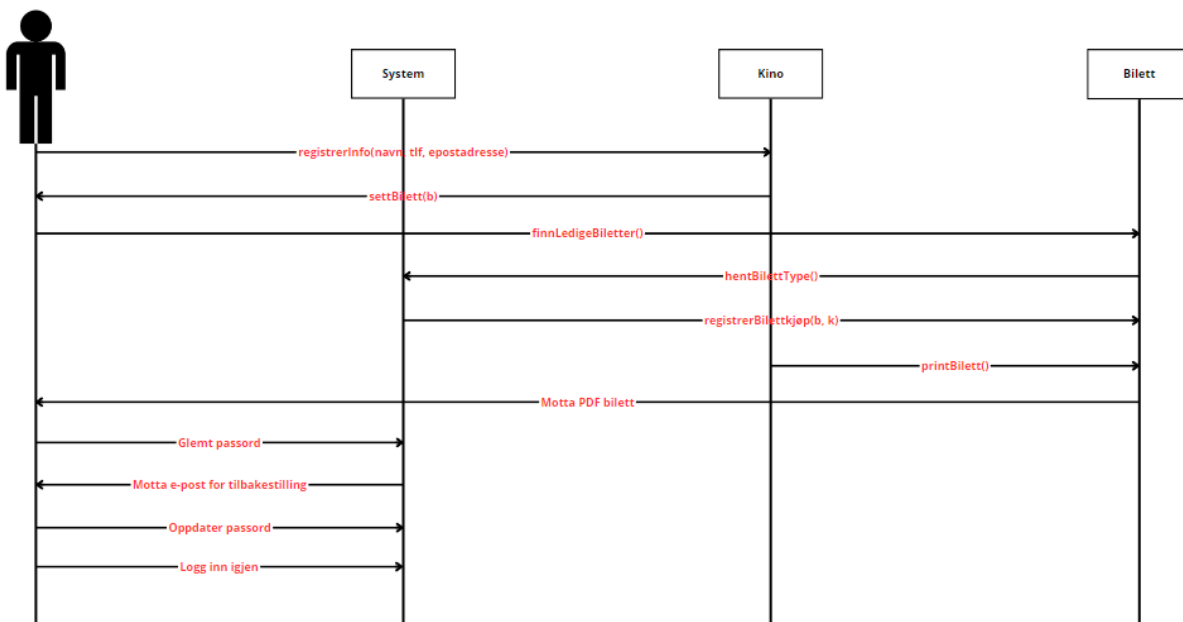 System
Kino
Bilett
registrerInfo(navn, tlf, epostadresse)
settBilett(b)
finnLedigeBiletter()
hentBilettType()
registrerBilettkjøp(b, k)
printBilett()
Motta PDF bilett
Glemt passord
Motta e-post for tilbakestilling
Oppdater passord
Logg inn igjen